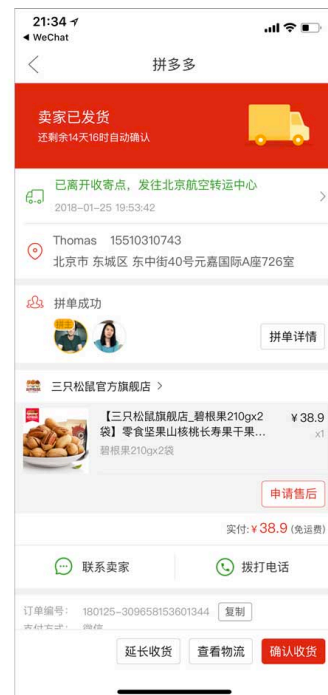 21:34
WeChat
拼多多
卖家已发货
还剩余14天16时自动确认
已离开收寄点，发往北京航空转运中心
2018-01-25 19:53:42
Thomas 15510310743
北京市 东城区 东中街40号元嘉国际A座726室
拼单成功
拼主
拼单详情
三只松鼠官方旗舰店
【三只松鼠旗舰店_碧根果210gx2 ¥38.9
袋】零食坚果山核桃长寿果干果... x1
碧根果210gx2袋
申请售后
实付:¥38.9 (免运费)
联系卖家 拨打电话
订单编号: 180125-309658153601344 复制
支付方式: 微信
延长收货 查看物流 确认收货